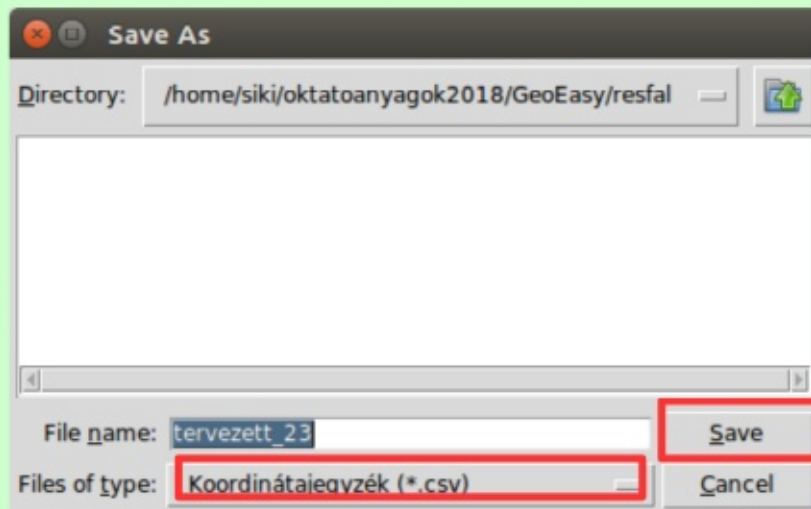 Save As
Directory: /home/siki/oktatoanyagok2018/GeoEasy/resfal
File name: tervezett_23 Save
Files of type: Koordinátajegyzék (*.csv) Cancel